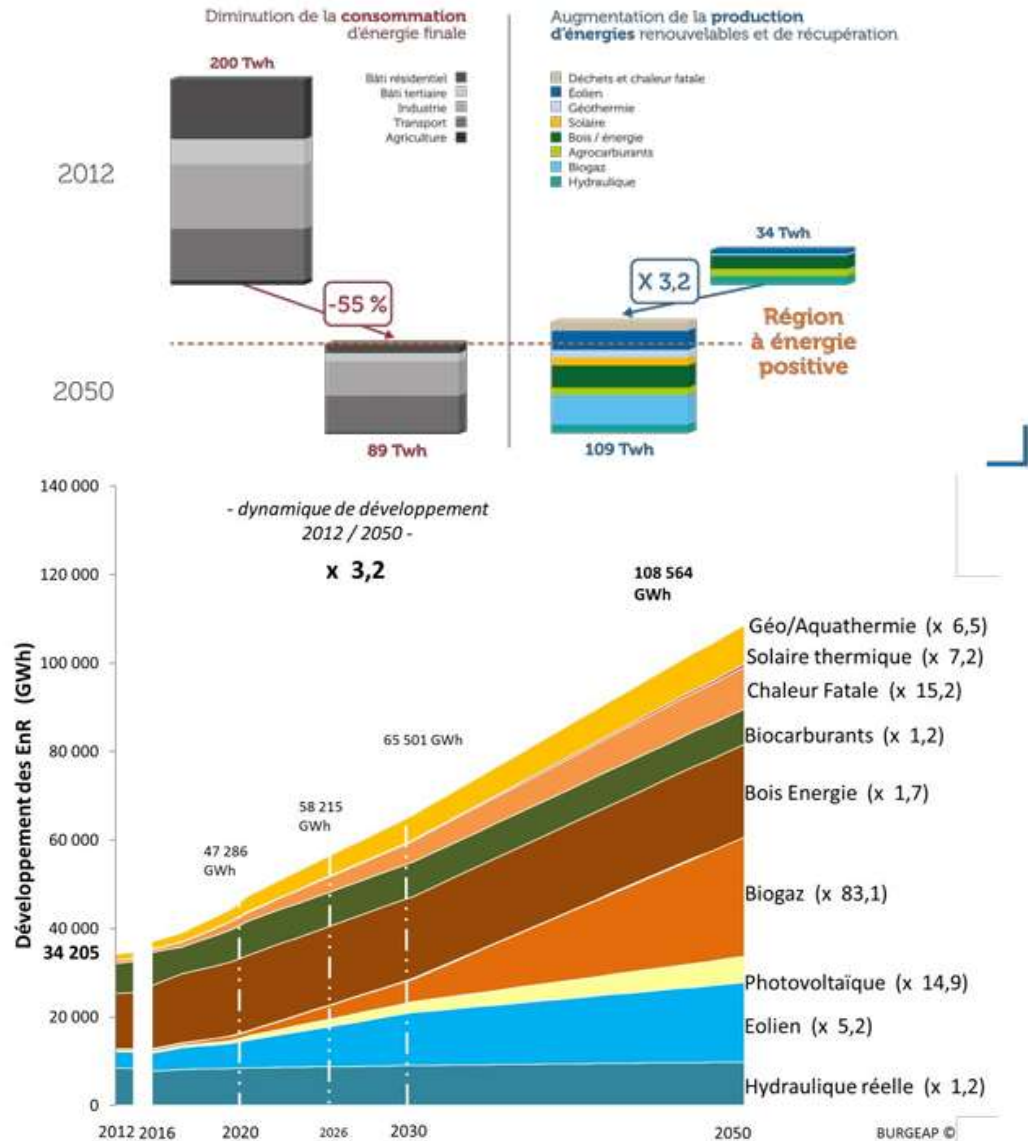 Diminution de la consommation
d'énergie finale
Augmentation de la production
d'énergies renouvelables et de récupération
200 Twh
Bâti résidentiel
Bâti tertiaire
Industrie
Transport
Agriculture
Déchets et chaleur fatale
Éolien
Géothermie
Solaire
Bois / énergie
Agrocarburants
Biogaz
Hydraulique
2012
34 Twh
X 3,2
-55 %
Région
à énergie
positive
2050
89 Twh
109 Twh
140 000
120 000
100 000
80 000
60 000
40 000
34 205
20 000
0
Développement des EnR (GWh)
- dynamique de développement
2012 / 2050 -
x 3,2
108 564
GWh
65 501 GWh
58 215
GWh
47 286
GWh
Géo/Aquathermie (x 6,5)
Solaire thermique (x 7,2)
Chaleur Fatale (x 15,2)
Biocarburants (x 1,2)
Bois Energie (x 1,7)
Biogaz (x 83,1)
Photovoltaïque (x 14,9)
Eolien (x 5,2)
Hydraulique réelle (x 1,2)
2012 2016 2020 2026 2030 2050
BURGEAP ©